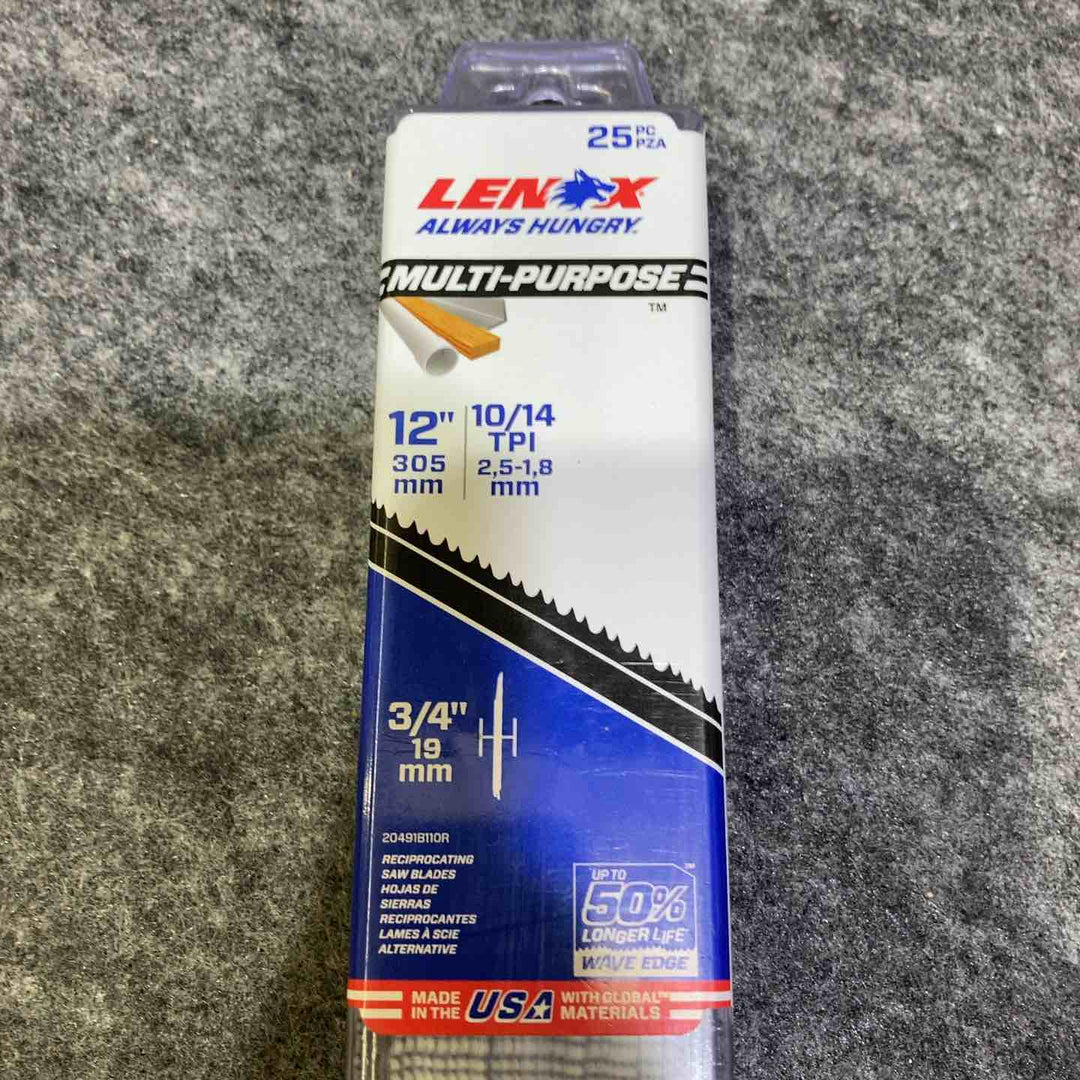 25 PC PZA
LENOX
ALWAYS HUNGRY.
MULTI-PURPOSE
TM
12"
305
mm
10/14
TPI
2,5-1,8
mm
3/4"
19
mm
20491B110R
RECIPROCATING
SAW BLADES
HOJAS DE
SIERRAS
RECIPROCANTES
LAMES À SCIE
ALTERNATIVE
UP TO
50%
LONGER LIFE
WAVE EDGE
TM
MADE IN THE USA WITH GLOBAL MATERIALS